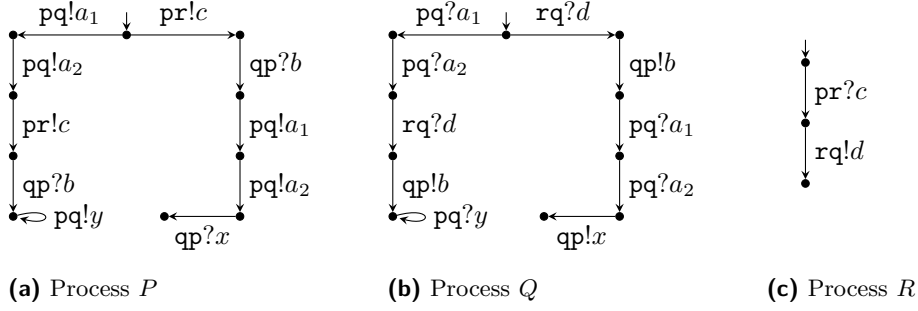 pq!a₁ pr!c pq?a₁ rq?d
pq!a₂ qp?b pq?a₂ qp!b pr?c
pr!c pq!a₁ rq?d pq?a₁ rq!d
qp?b pq!a₂ qp!b pq?a₂
pq!y pq?y
qp?x qp!x
(a) Process P (b) Process Q (c) Process R